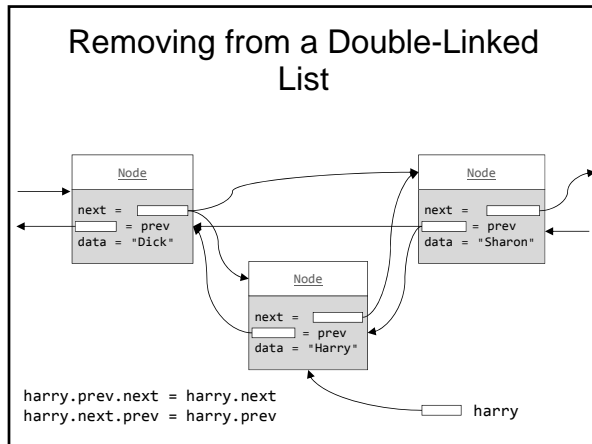 Removing from a Double-Linked
List
Node
next =
= prev
data = "Dick"
Node
next =
= prev
data = "Sharon"
Node
next =
= prev
data = "Harry"
harry.prev.next = harry.next
harry.next.prev = harry.prev
harry